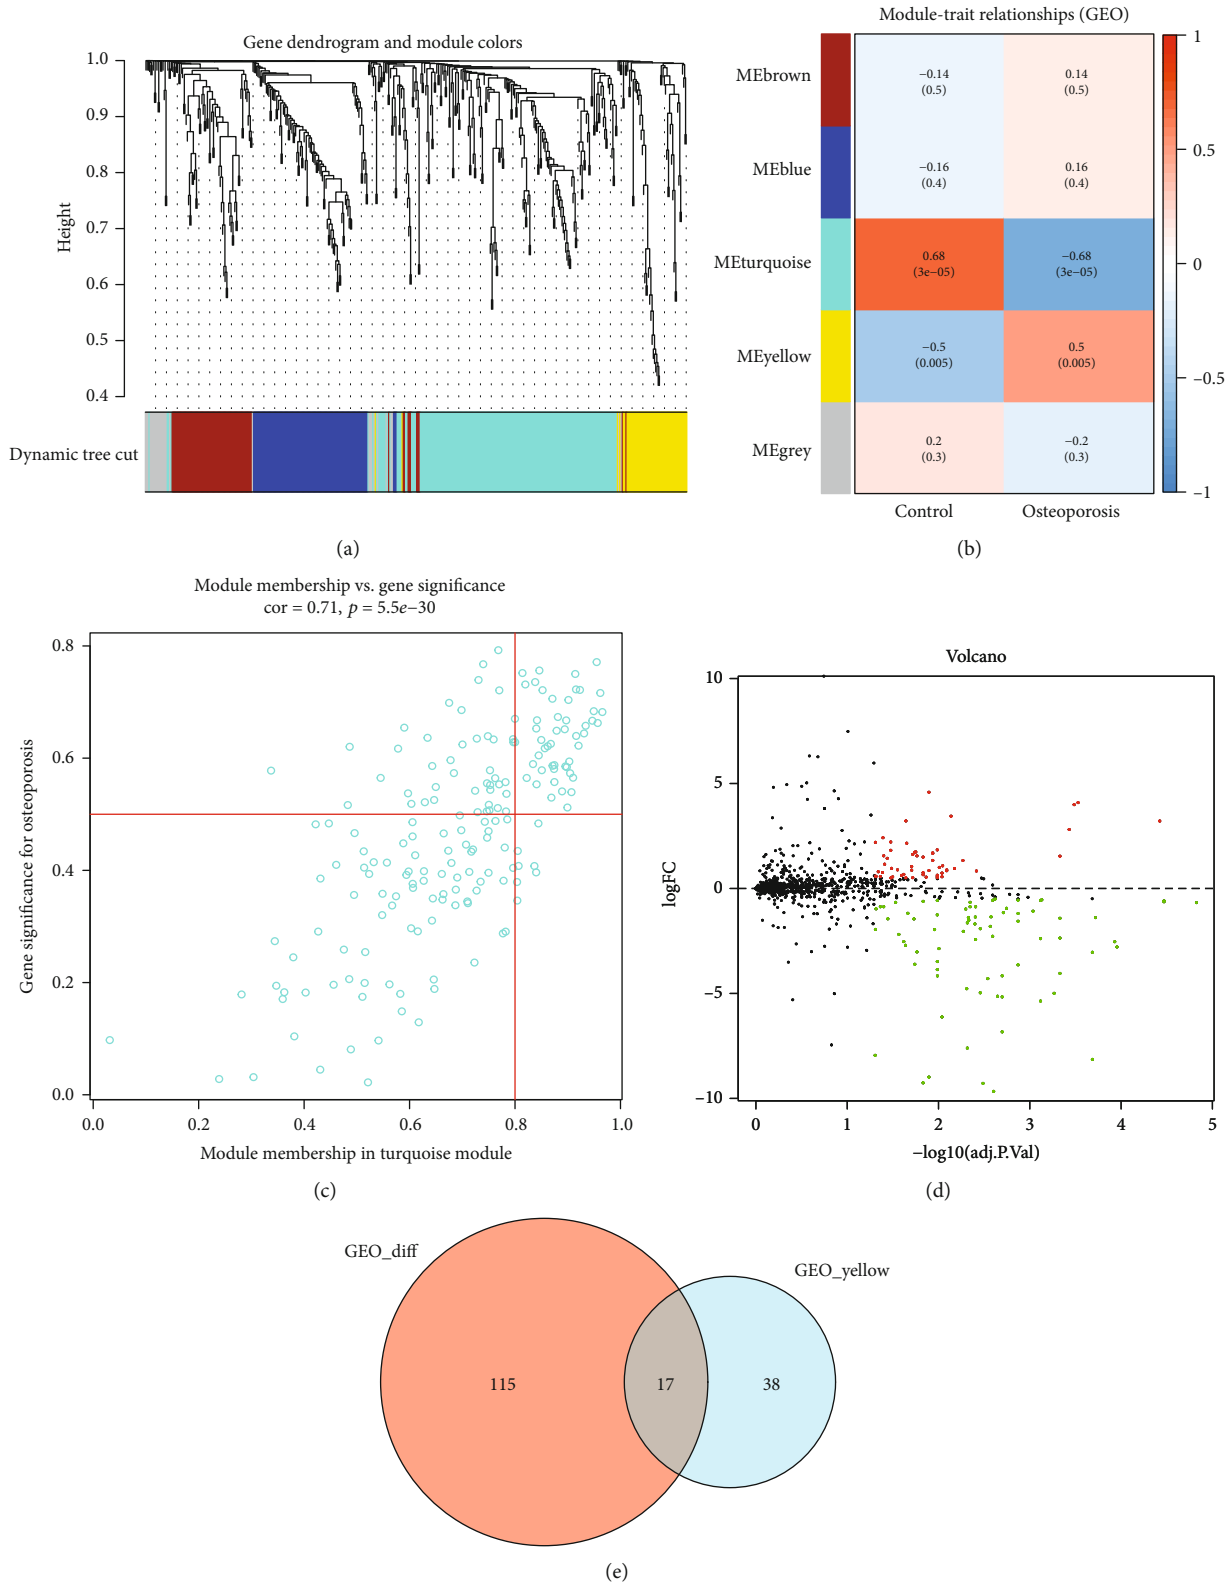 Gene dendrogram and module colors
1.0
0.9
0.8
0.7
0.6
0.5
0.4
Height
Dynamic tree cut
(a)
Module-trait relationships (GEO)
MEbrown
−0.14
(0.5)
0.14
(0.5)
MEblue
−0.16
(0.4)
0.16
(0.4)
MEturquoise
0.68
(3e−05)
−0.68
(3e−05)
MEyellow
−0.5
(0.005)
0.5
(0.005)
MEgrey
0.2
(0.3)
−0.2
(0.3)
Control
Osteoporosis
1
0.5
0
−0.5
−1
(b)
Module membership vs. gene significance
cor = 0.71, p = 5.5e−30
0.8
0.6
0.4
0.2
0.0
Gene significance for osteoporosis
0.0
0.2
0.4
0.6
0.8
1.0
Module membership in turquoise module
(c)
Volcano
10
5
0
−5
−10
logFC
0
1
2
3
4
5
−log10(adj.P.Val)
(d)
GEO_diff
GEO_yellow
115
17
38
(e)